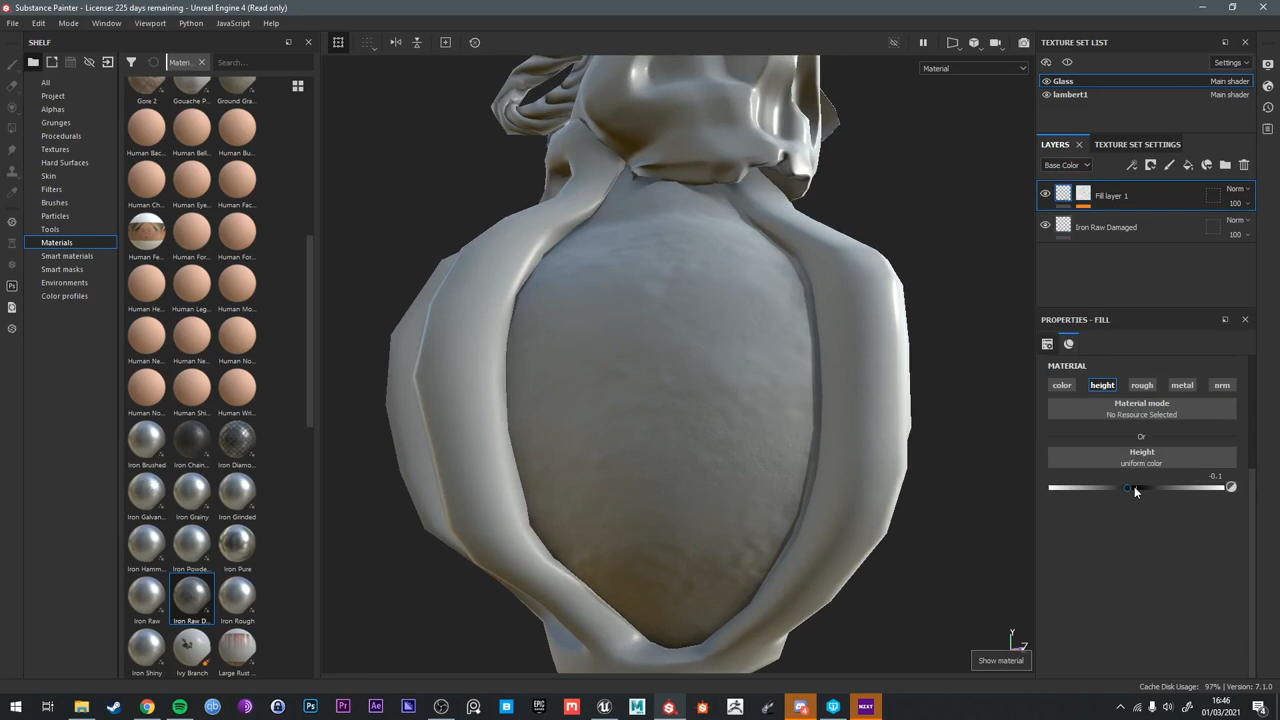 Substance Painter - License: 225 days remaining - Unreal Engine 4 (Read only)
File Edit Mode Window Viewport Python JavaScript Help
SHELF
Materi... Search...
All
Project
Alphas
Grunges
Procedurals
Textures
Hard Surfaces
Skin
Filters
Brushes
Particles
Tools
Materials
Smart materials
Smart masks
Environments
Color profiles
Gore 2 Gouache P... Ground Gra...
Human Bac... Human Bell... Human Bu...
Human Ch... Human Eye... Human Fac...
Human Fe... Human For... Human For...
Human He... Human Leg... Human Mo...
Human Ne... Human Ne... Human No...
Human No... Human Shi... Human Wri...
Iron Brushed Iron Chain... Iron Diamo...
Iron Galvan... Iron Grainy Iron Grinded
Iron Hamm... Iron Powde... Iron Pure
Iron Raw Iron Raw D... Iron Rough
Iron Shiny Ivy Branch Large Rust ...
Material
Y
Z
Show material
TEXTURE SET LIST
Settings
Glass Main shader
lambert1 Main shader
LAYERS TEXTURE SET SETTINGS
Base Color
Fill layer 1 Norm 100
Iron Raw Damaged Norm 100
PROPERTIES - FILL
MATERIAL
color height rough metal nrm
Material mode
No Resource Selected
Or
Height
uniform color
-0.1
Cache Disk Usage: 97% | Version: 7.1.0
16:46
01/03/2021